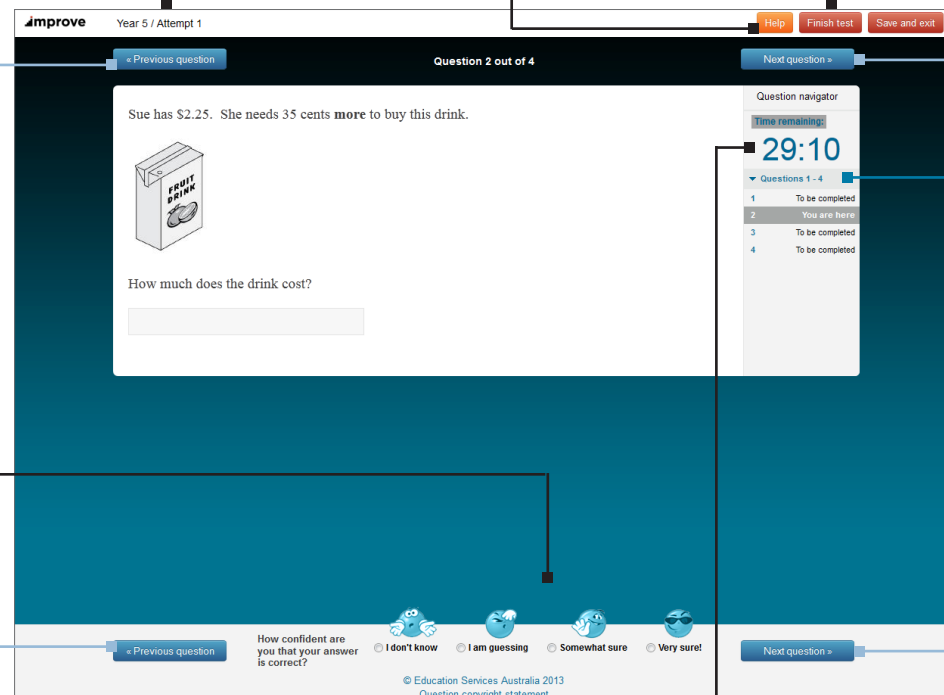 improve
Year 5 / Attempt 1
Help
Finish test
Save and exit
« Previous question
Question 2 out of 4
Next question »
Sue has $2.25. She needs 35 cents more to buy this drink.
FRUIT
DRINK
How much does the drink cost?
Question navigator
Time remaining:
29:10
Questions 1 - 4
1 To be completed
2 You are here
3 To be completed
4 To be completed
« Previous question
How confident are
you that your answer
is correct?
I don't know
I am guessing
Somewhat sure
Very sure!
Next question »
© Education Services Australia 2013
Question copyright statement